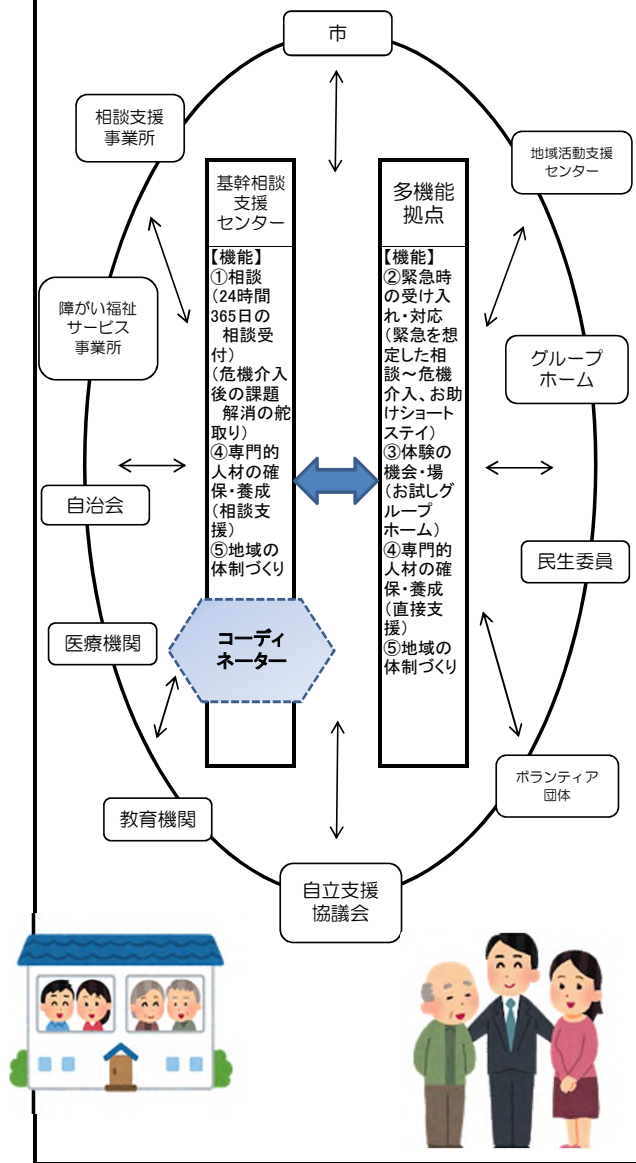 市
相談支援
事業所
地域活動支援
センター
基幹相談
支援
センター
【機能】
①相談
(24時間
365日の
相談受
付)
(危機介入
後の課題
解消の舵
取り)
④専門的
人材の確
保・養成
(相談支
援)
⑤地域の
体制づくり
コーディ
ネーター
多機能
拠点
【機能】
②緊急時
の受け入
れ・対応
(緊急を想
定した相
談～危機
介入、お助
けショート
ステイ)
③体験の
機会・場
(お試しグ
ループ
ホーム)
④専門的
人材の確
保・養成
(直接支
援)
⑤地域の
体制づくり
障がい福祉
サービス
事業所
グループ
ホーム
自治会
民生委員
医療機関
ボランティア
団体
教育機関
自立支援
協議会